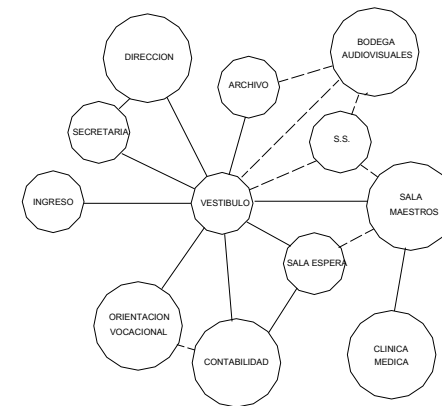 BODEGA
AUDIOVISUALES
DIRECCION
ARCHIVO
SECRETARIA
S.S.
INGRESO
VESTIBULO
SALA
MAESTROS
SALA ESPERA
ORIENTACION
VOCACIONAL
CONTABILIDAD
CLINICA
MEDICA